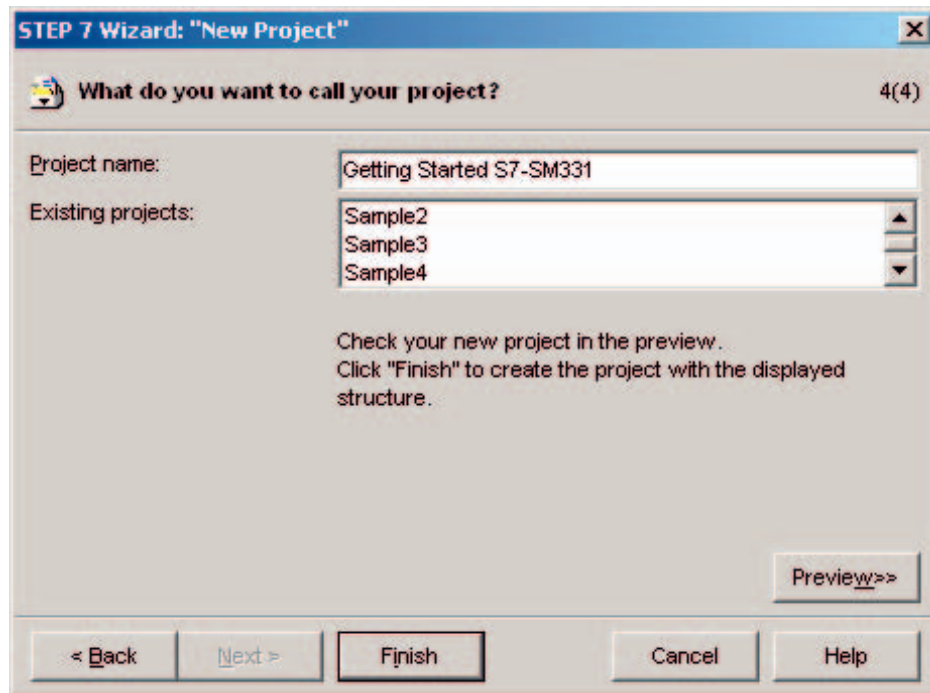 STEP 7 Wizard: "New Project"
What do you want to call your project?
4(4)
Project name:
Getting Started S7-SM331
Existing projects:
Sample2
Sample3
Sample4
Check your new project in the preview.
Click "Finish" to create the project with the displayed
structure.
Preview>>
< Back
Next >
Finish
Cancel
Help